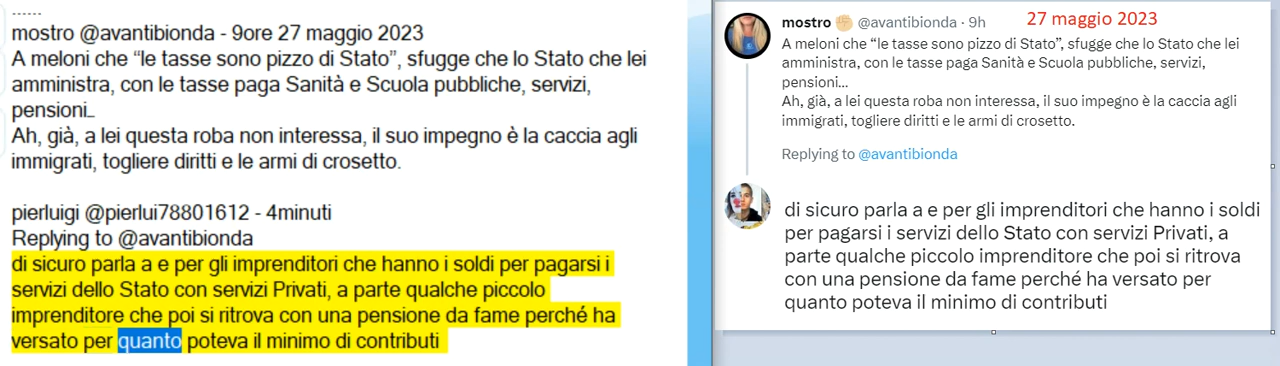 ------
mostro @avantibionda - 9ore 27 maggio 2023
A meloni che “le tasse sono pizzo di Stato”, sfugge che lo Stato che lei
amministra, con le tasse paga Sanità e Scuola pubbliche, servizi,
pensioni…
Ah, già, a lei questa roba non interessa, il suo impegno è la caccia agli
immigrati, togliere diritti e le armi di crosetto.
pierluigi @pierlui78801612 - 4minuti
Replying to @avantibionda
di sicuro parla a e per gli imprenditori che hanno i soldi per pagarsi i
servizi dello Stato con servizi Privati, a parte qualche piccolo
imprenditore che poi si ritrova con una pensione da fame perché ha
versato per quanto poteva il minimo di contributi
mostro ✊ @avantibionda · 9h 27 maggio 2023
A meloni che “le tasse sono pizzo di Stato”, sfugge che lo Stato che lei
amministra, con le tasse paga Sanità e Scuola pubbliche, servizi,
pensioni…
Ah, già, a lei questa roba non interessa, il suo impegno è la caccia agli
immigrati, togliere diritti e le armi di crosetto.
Replying to @avantibionda
di sicuro parla a e per gli imprenditori che hanno i soldi
per pagarsi i servizi dello Stato con servizi Privati, a
parte qualche piccolo imprenditore che poi si ritrova
con una pensione da fame perché ha versato per
quanto poteva il minimo di contributi